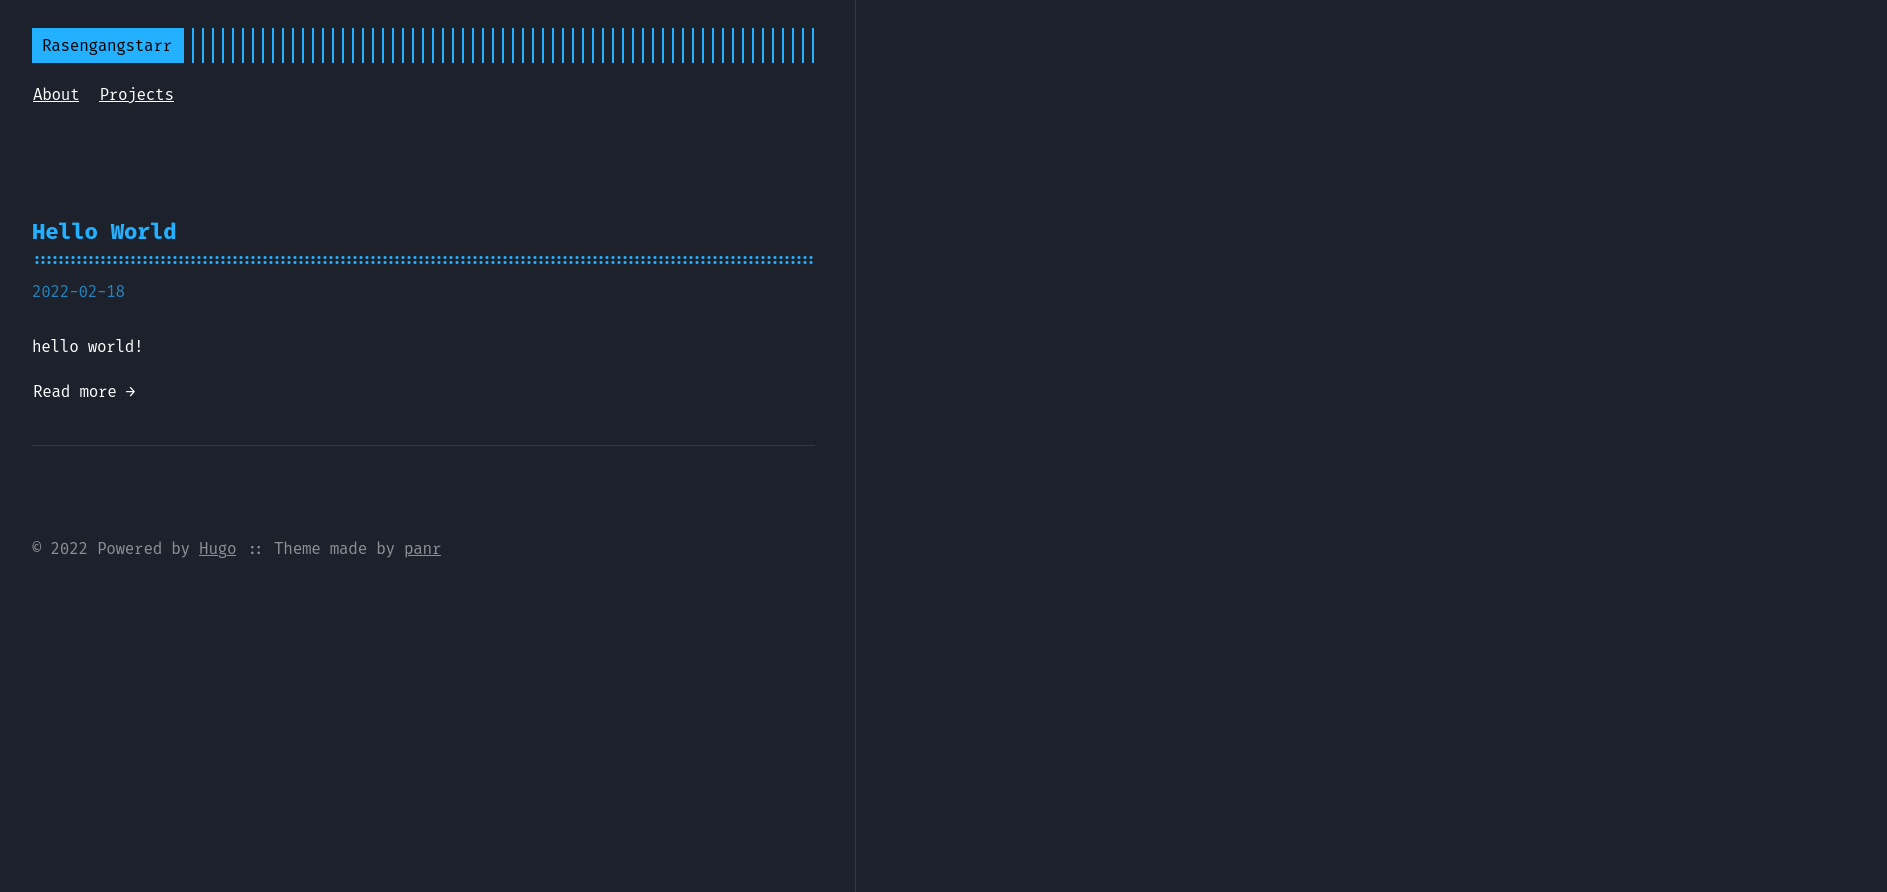 Rasengangstarr
About Projects
Hello World
2022-02-18
hello world!
Read more →
© 2022 Powered by Hugo :: Theme made by panr